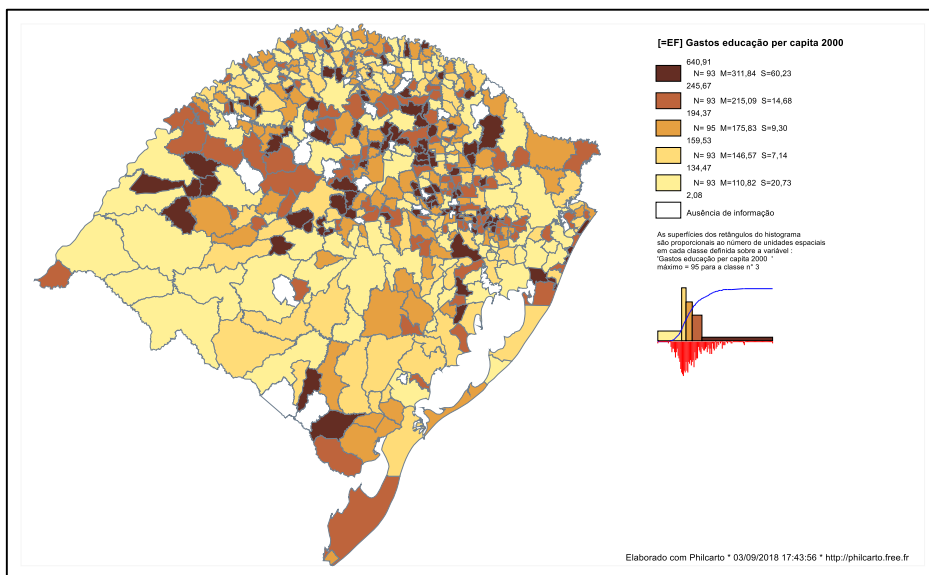 [=EF] Gastos educação per capita 2000
640,91
N= 93 M=311,84 S=60,23
245,67
N= 93 M=215,09 S=14,68
194,37
N= 95 M=175,83 S=9,30
159,53
N= 93 M=146,57 S=7,14
134,47
N= 93 M=110,82 S=20,73
2,08
Ausência de informação
As superfícies dos retângulos do histograma
são proporcionais ao número de unidades espaciais
em cada classe definida sobre a variável :
'Gastos educação per capita 2000 '
máximo = 95 para a classe n° 3
Elaborado com Philcarto * 03/09/2018 17:43:56 * http://philcarto.free.fr